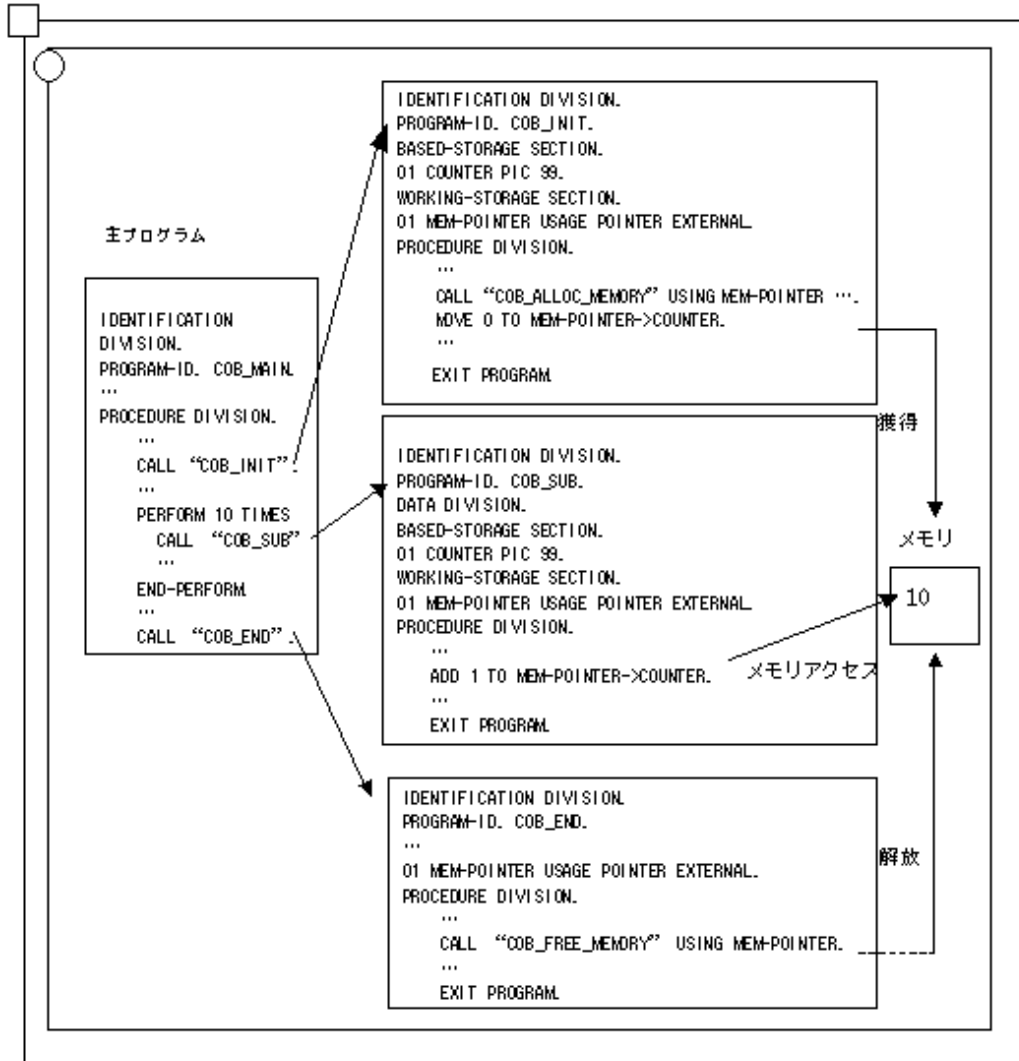 主プログラム
IDENTIFICATION
DIVISION.
PROGRAM-ID. COB_MAIN.
…
PROCEDURE DIVISION.
…
CALL “COB_INIT”.
…
PERFORM 10 TIMES
CALL “COB_SUB”
…
END-PERFORM.
…
CALL “COB_END”.
IDENTIFICATION DIVISION.
PROGRAM-ID. COB_INIT.
BASED-STORAGE SECTION.
01 COUNTER PIC 99.
WORKING-STORAGE SECTION.
01 MEM-POINTER USAGE POINTER EXTERNAL.
PROCEDURE DIVISION.
…
CALL “COB_ALLOC_MEMORY” USING MEM-POINTER ….
MOVE 0 TO MEM-POINTER->COUNTER.
…
EXIT PROGRAM.
獲得
IDENTIFICATION DIVISION.
PROGRAM-ID. COB_SUB.
DATA DIVISION.
BASED-STORAGE SECTION.
01 COUNTER PIC 99.
WORKING-STORAGE SECTION.
01 MEM-POINTER USAGE POINTER EXTERNAL.
PROCEDURE DIVISION.
…
ADD 1 TO MEM-POINTER->COUNTER.
…
EXIT PROGRAM.
メモリアクセス
メモリ
10
IDENTIFICATION DIVISION.
PROGRAM-ID. COB_END.
…
01 MEM-POINTER USAGE POINTER EXTERNAL.
PROCEDURE DIVISION.
…
CALL “COB_FREE_MEMORY” USING MEM-POINTER.
…
EXIT PROGRAM.
解放